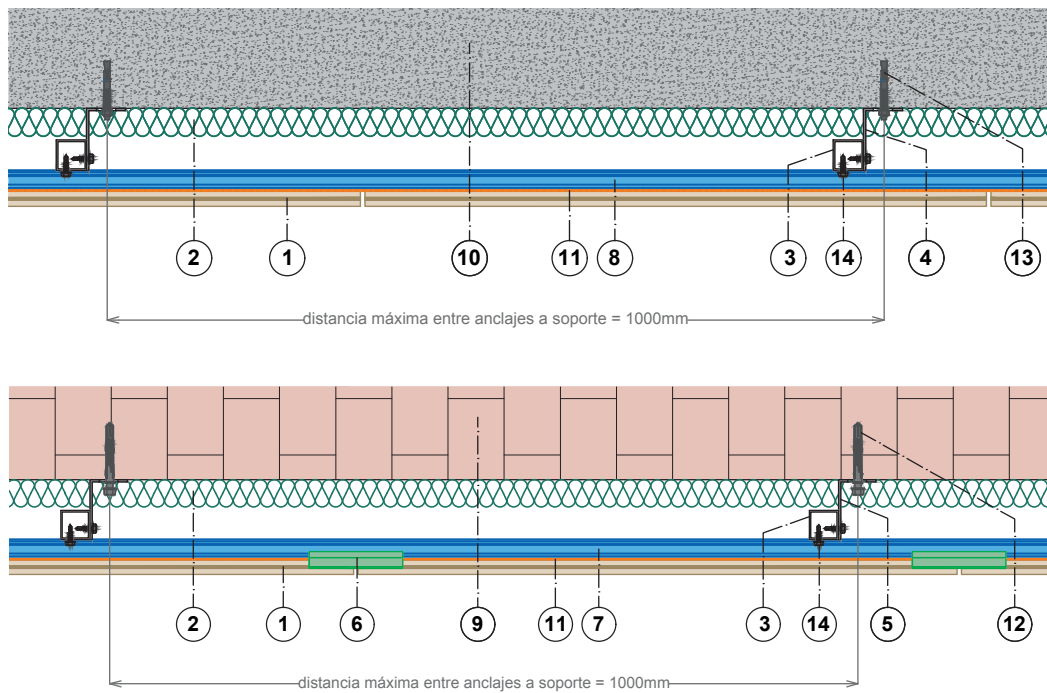 2 1 10 11 8 3 14 4 13
distancia máxima entre anclajes a soporte = 1000mm
2 1 6 9 11 7 3 14 5 12
distancia máxima entre anclajes a soporte = 1000mm